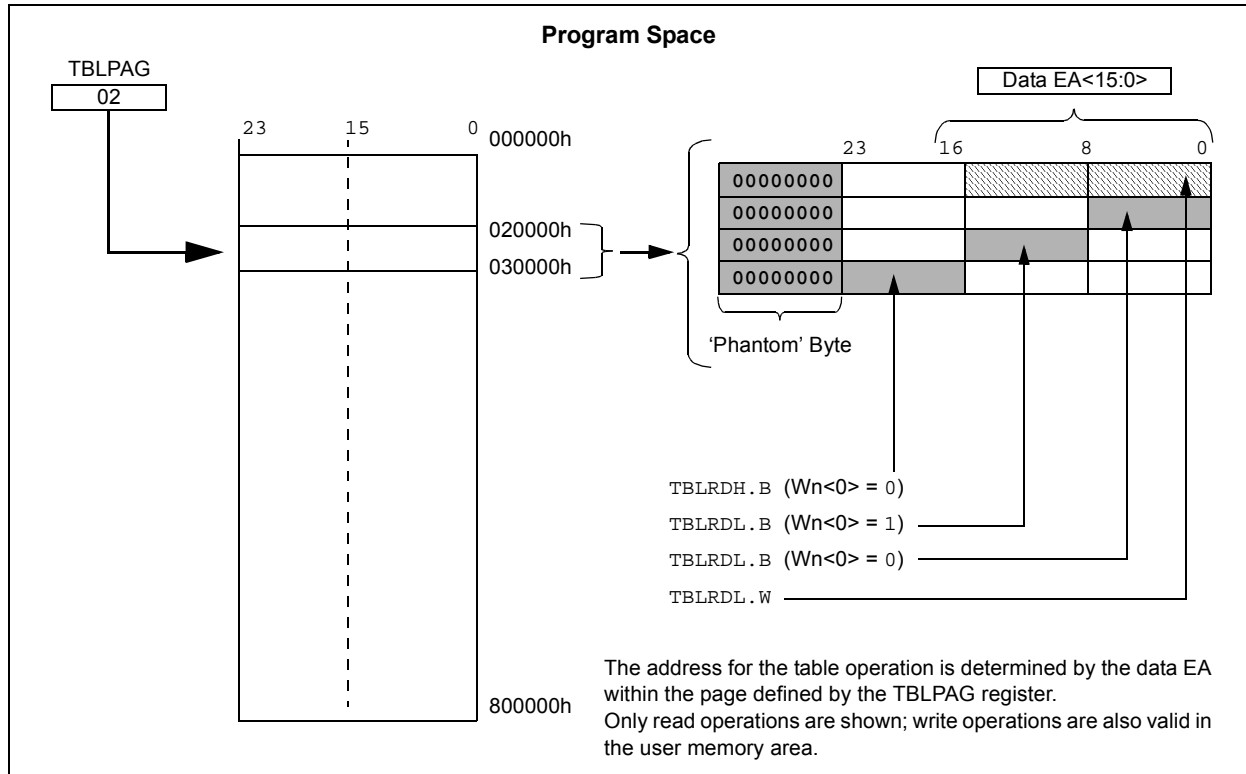 Program Space
TBLPAG
02
Data EA<15:0>
23 15 0
000000h
020000h
030000h
800000h
23 16 8 0
00000000
00000000
00000000
00000000
‘Phantom’ Byte
TBLRDH.B (Wn<0> = 0)
TBLRDL.B (Wn<0> = 1)
TBLRDL.B (Wn<0> = 0)
TBLRDL.W
The address for the table operation is determined by the data EA
within the page defined by the TBLPAG register.
Only read operations are shown; write operations are also valid in
the user memory area.